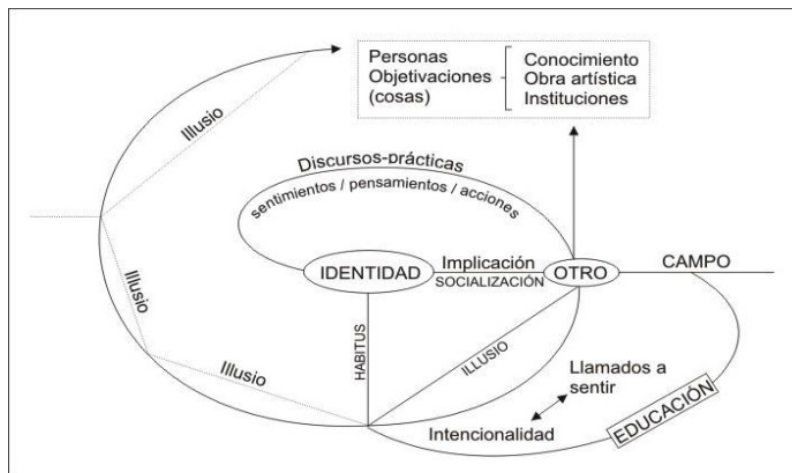 Personas
Objetivaciones
(cosas)
Conocimiento
Obra artística
Instituciones
Illusio
Discursos-prácticas
sentimientos / pensamientos / acciones
IDENTIDAD
Implicación
SOCIALIZACIÓN
OTRO
CAMPO
Illusio
HABITUS
ILLUSIO
Illusio
Llamados a
sentir
Intencionalidad
EDUCACIÓN